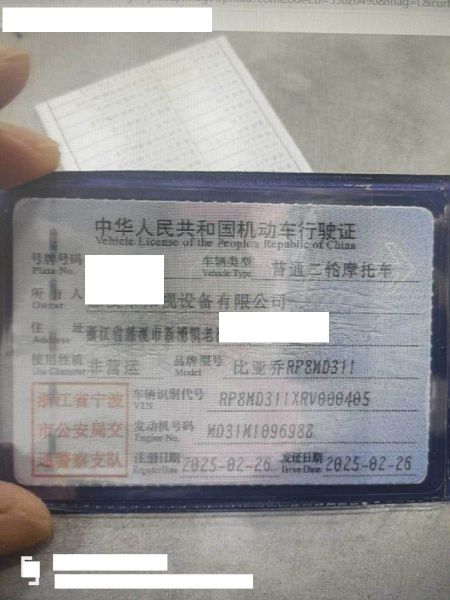 中华人民共和国机动车行驶证
Vehicle License of the People's Republic of China
号牌号码
Plate No.
车辆类型
Vehicle Type
普通二轮摩托车
所有人
Owner
设备有限公司
住址
Address
浙江省慈溪市
使用性质
Use Character
非营运
品牌型号
Model
比亚乔RP8MD311
浙江省宁波
市公安局交
通警察支队
车辆识别代号
VIN
RP8MD311XRV000405
发动机号码
Engine No.
MD31M1096988
注册日期
Register Date
2025-02-26
发证日期
Issue Date
2025-02-26